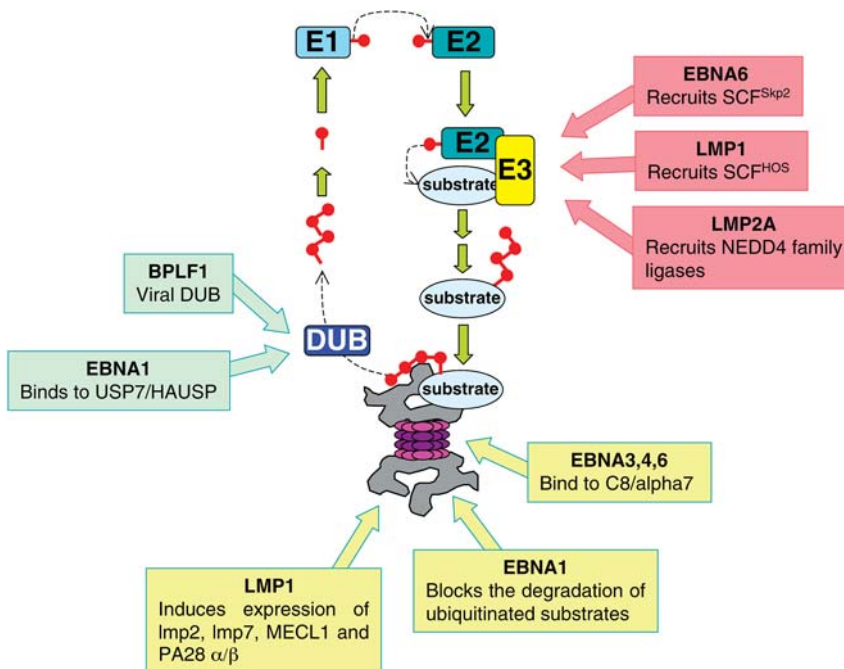 E1
E2
EBNA6
Recruits SCF^Skp2
E2
E3
substrate
LMP1
Recruits SCF^HOS
LMP2A
Recruits NEDD4 family
ligases
BPLF1
Viral DUB
substrate
DUB
EBNA1
Binds to USP7/HAUSP
substrate
EBNA3,4,6
Bind to C8/alpha7
LMP1
Induces expression of
lmp2, lmp7, MECL1 and
PA28 α/β
EBNA1
Blocks the degradation of
ubiquitinated substrates